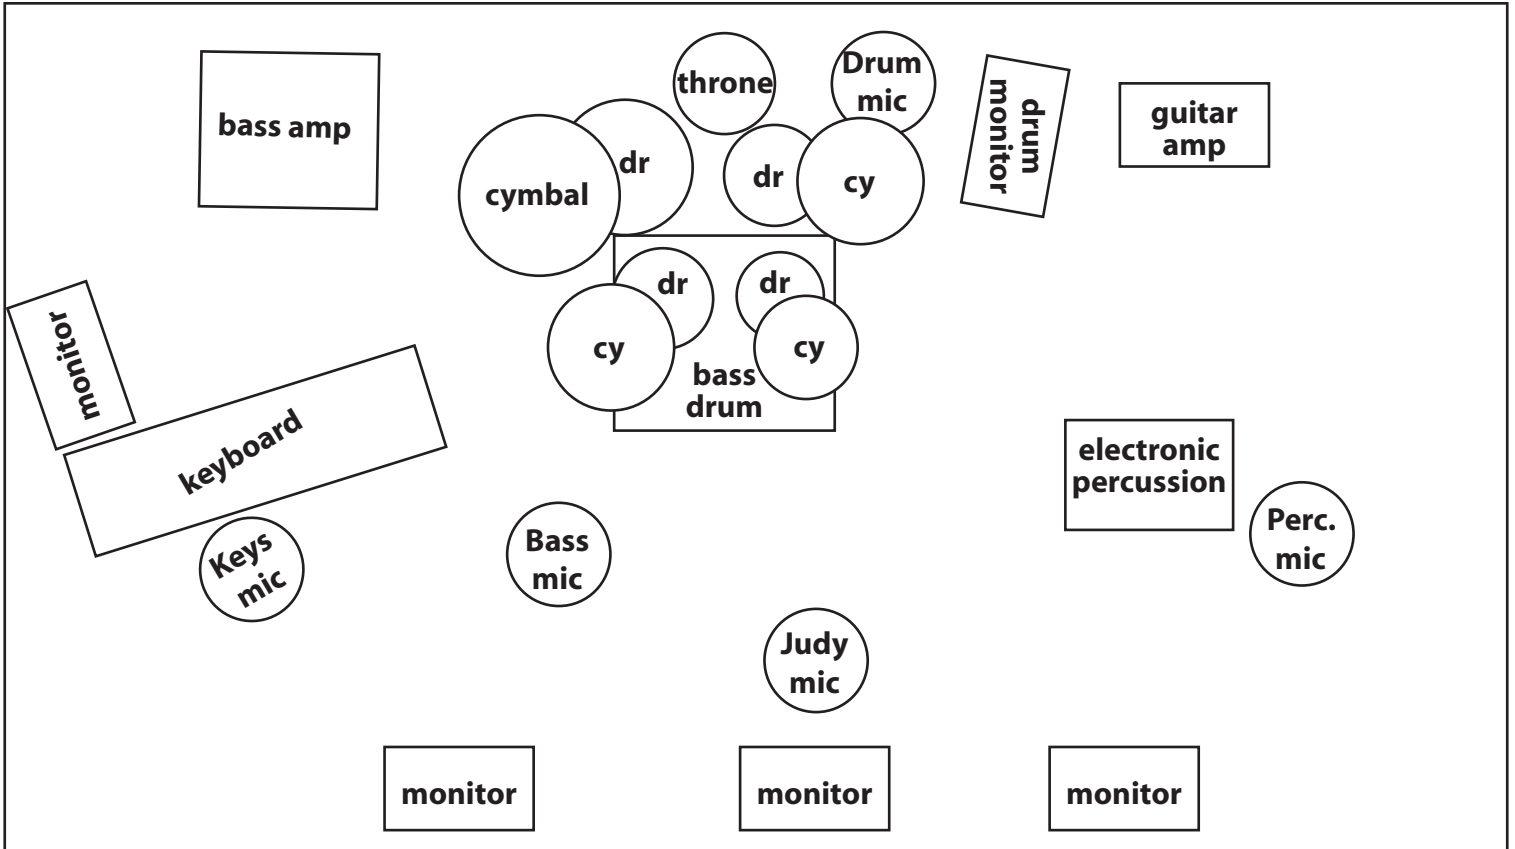 throne
Drum
mic
drum
monitor
guitar
amp
bass amp
dr
cymbal
dr
cy
dr
dr
cy
cy
bass
drum
monitor
keyboard
electronic
percussion
Keys
mic
Bass
mic
Perc.
mic
Judy
mic
monitor
monitor
monitor